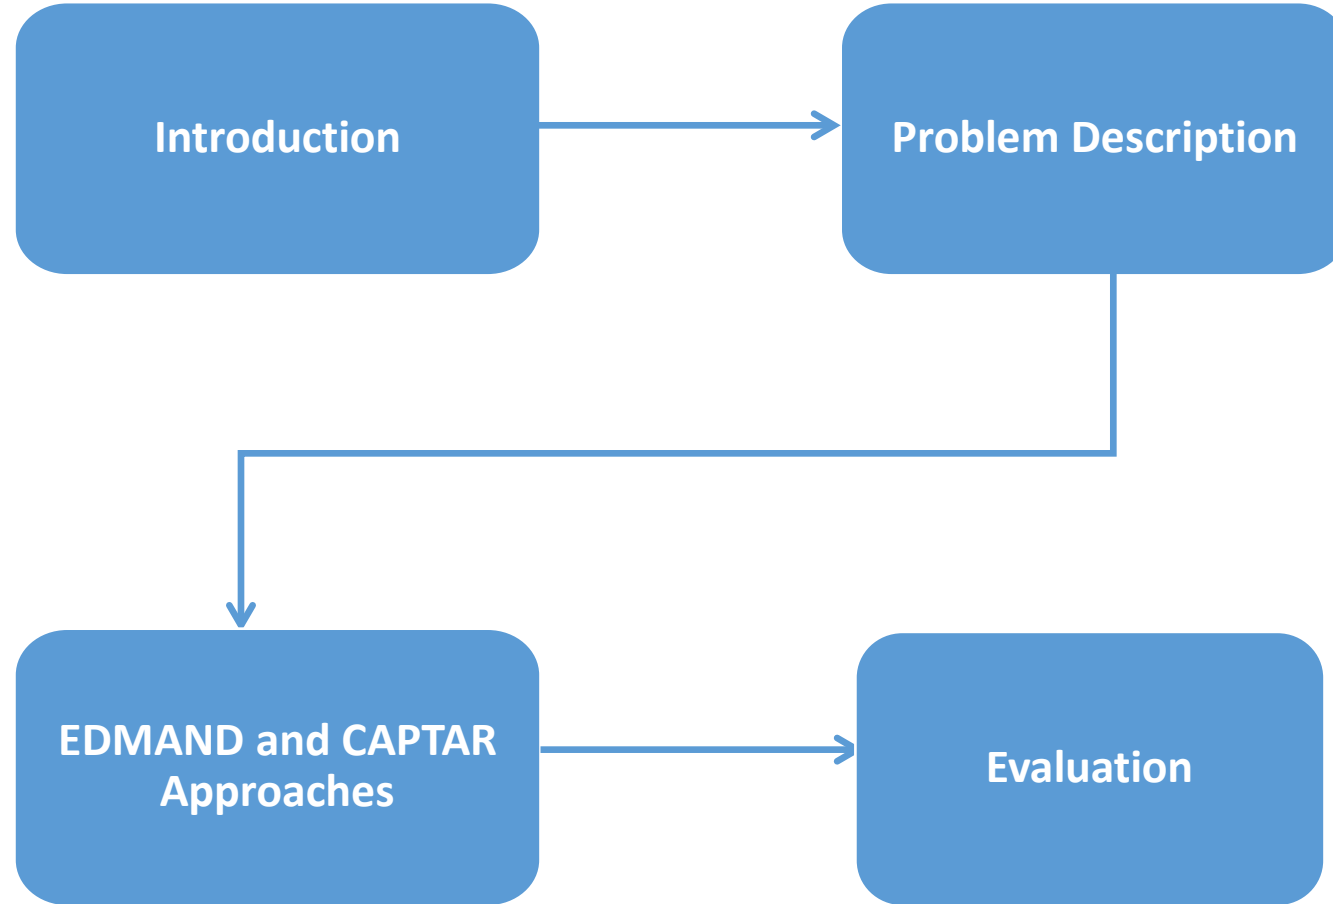 Introduction
Problem Description
EDMAND and CAPTAR
Approaches
Evaluation